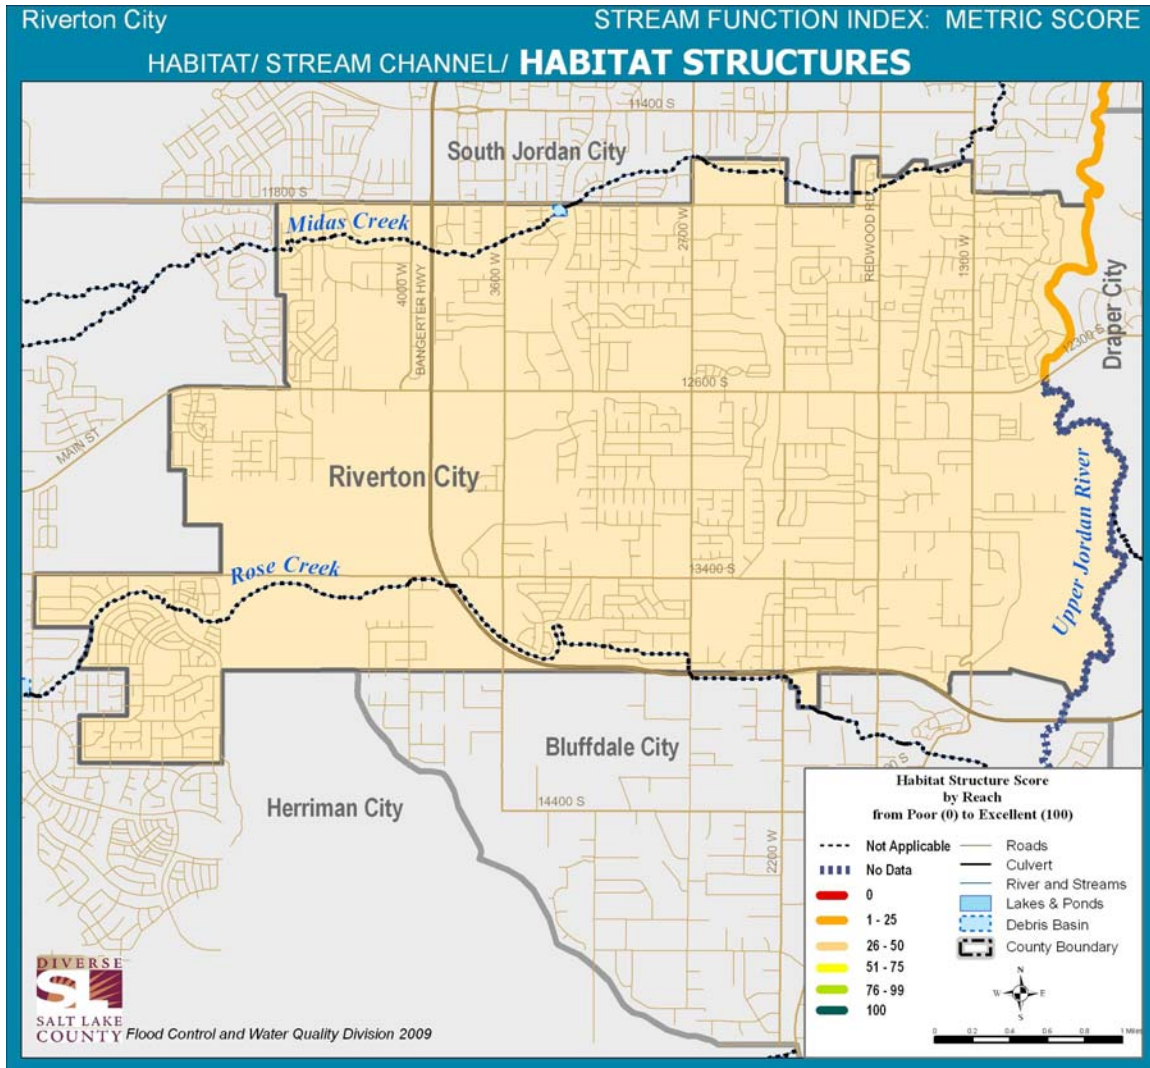 Riverton City
STREAM FUNCTION INDEX: METRIC SCORE
HABITAT/ STREAM CHANNEL/ HABITAT STRUCTURES
11400 S
South Jordan City
11800 S
Midas Creek
2700 W
REDWOOD RD
1300 W
4000 W
BANGERTER HWY
3600 W
Draper City
12300 S
12600 S
MAIN ST
Riverton City
Upper Jordan River
Rose Creek
13400 S
Bluffdale City
Herriman City
14400 S
2200 W
Habitat Structure Score
by Reach
from Poor (0) to Excellent (100)
Not Applicable
No Data
0
1 - 25
26 - 50
51 - 75
76 - 99
100
Roads
Culvert
River and Streams
Lakes & Ponds
Debris Basin
County Boundary
N
W E
S
0 0.2 0.4 0.6 0.8 1 Miles
DIVERSE
SL
SALT LAKE
COUNTY
Flood Control and Water Quality Division 2009